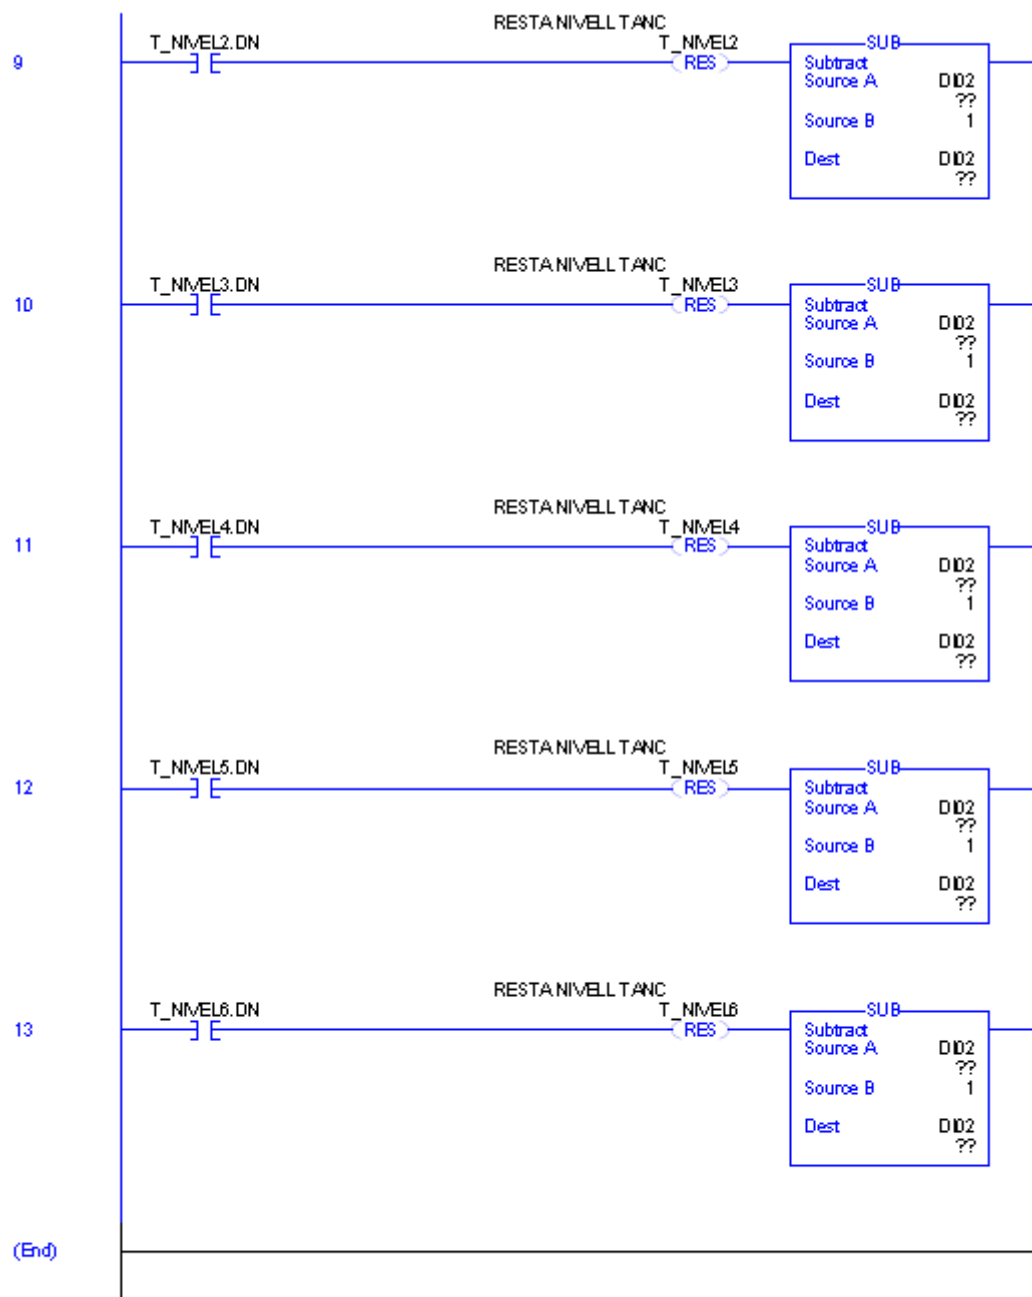 RESTA NIVELL TANC
T_NIVEL2.DN T_NIVEL2 SUB
9 RES Subtract
Source A DI02
??
Source B 1
Dest DI02
??
RESTA NIVELL TANC
T_NIVEL3.DN T_NIVEL3 SUB
10 RES Subtract
Source A DI02
??
Source B 1
Dest DI02
??
RESTA NIVELL TANC
T_NIVEL4.DN T_NIVEL4 SUB
11 RES Subtract
Source A DI02
??
Source B 1
Dest DI02
??
RESTA NIVELL TANC
T_NIVEL5.DN T_NIVEL5 SUB
12 RES Subtract
Source A DI02
??
Source B 1
Dest DI02
??
RESTA NIVELL TANC
T_NIVEL6.DN T_NIVEL6 SUB
13 RES Subtract
Source A DI02
??
Source B 1
Dest DI02
??
(End)